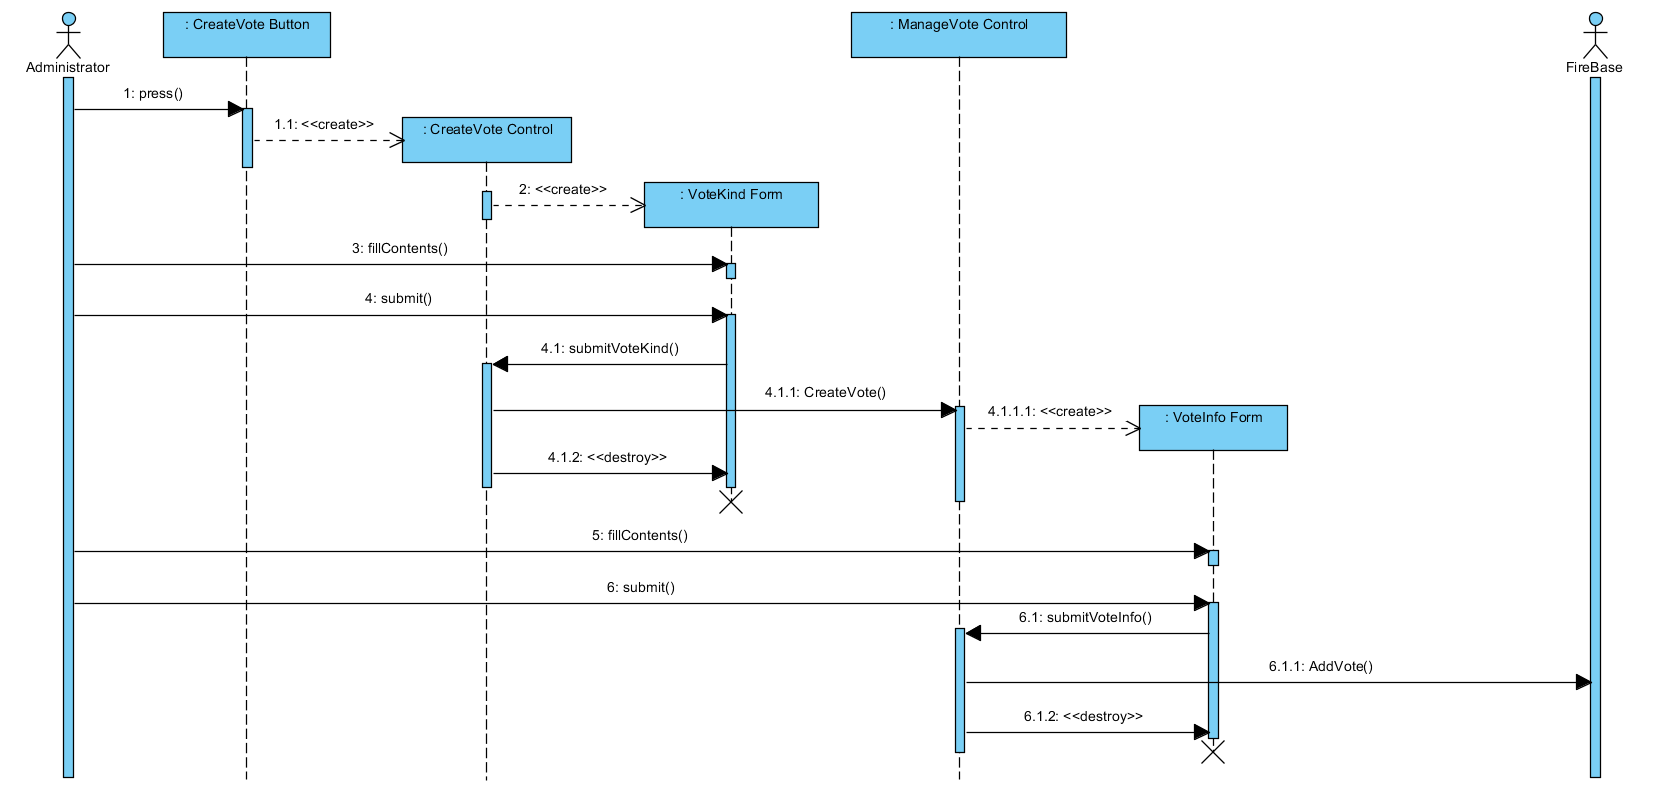 : CreateVote Button
: ManageVote Control
Administrator
FireBase
1: press()
1.1: <<create>>
: CreateVote Control
2: <<create>>
: VoteKind Form
3: fillContents()
4: submit()
4.1: submitVoteKind()
4.1.1: CreateVote()
4.1.1.1: <<create>>
: VoteInfo Form
4.1.2: <<destroy>>
5: fillContents()
6: submit()
6.1: submitVoteInfo()
6.1.1: AddVote()
6.1.2: <<destroy>>